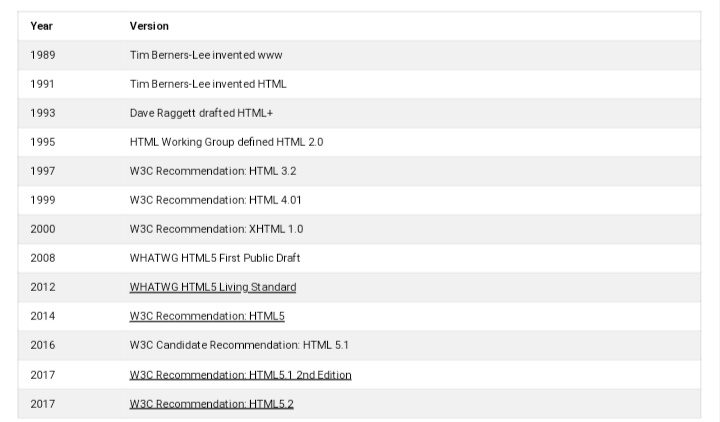 Year Version
1989 Tim Berners-Lee invented www
1991 Tim Berners-Lee invented HTML
1993 Dave Raggett drafted HTML+
1995 HTML Working Group defined HTML 2.0
1997 W3C Recommendation: HTML 3.2
1999 W3C Recommendation: HTML 4.01
2000 W3C Recommendation: XHTML 1.0
2008 WHATWG HTML5 First Public Draft
2012 WHATWG HTML5 Living Standard
2014 W3C Recommendation: HTML5
2016 W3C Candidate Recommendation: HTML 5.1
2017 W3C Recommendation: HTML5.1 2nd Edition
2017 W3C Recommendation: HTML5.2